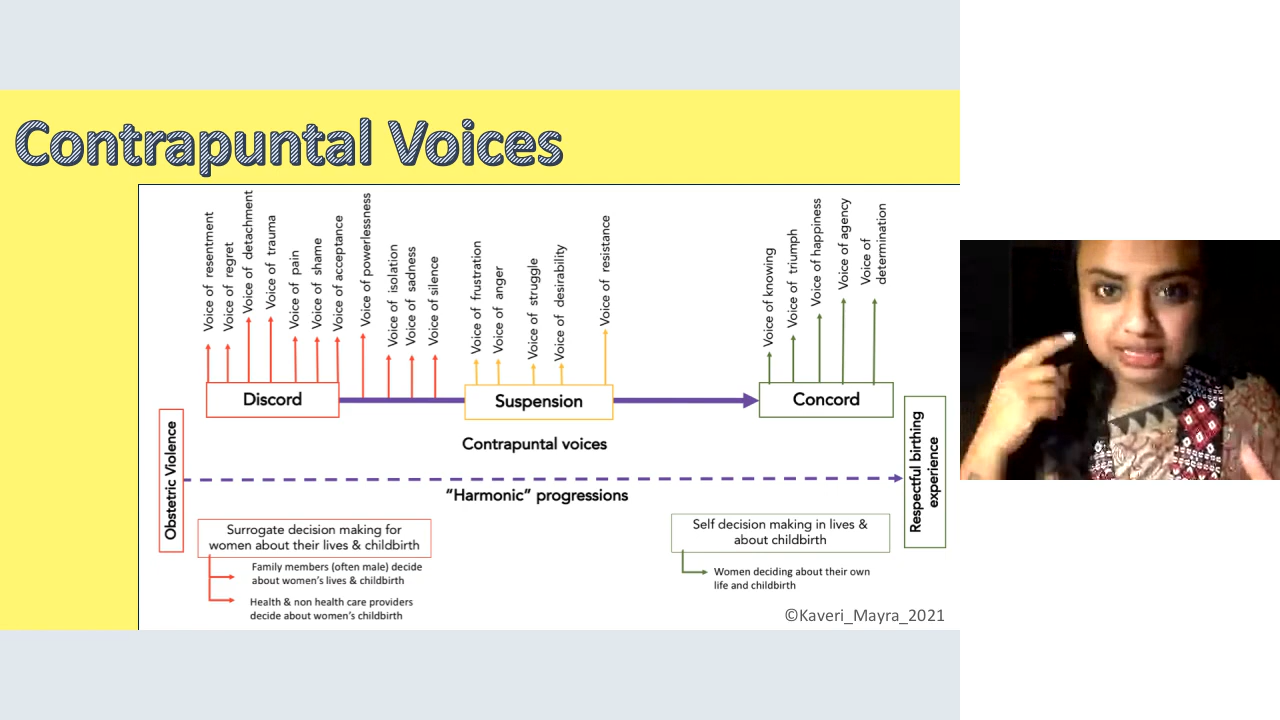 Contrapuntal Voices
Voice of resentment
Voice of regret
Voice of detachment
Voice of trauma
Voice of pain
Voice of shame
Voice of acceptance
Voice of powerlessness
Voice of isolation
Voice of sadness
Voice of silence
Voice of frustration
Voice of anger
Voice of struggle
Voice of desirability
Voice of resistance
Voice of knowing
Voice of triumph
Voice of happiness
Voice of agency
Voice of
determination
Discord
Suspension
Concord
Contrapuntal voices
Obstetric Violence
"Harmonic" progressions
Respectful birthing
experience
Surrogate decision making for
women about their lives & childbirth
Family members (often male) decide
about women's lives & childbirth
Health & non health care providers
decide about women's childbirth
Self decision making in lives &
about childbirth
Women deciding about their own
life and childbirth
©Kaveri_Mayra_2021